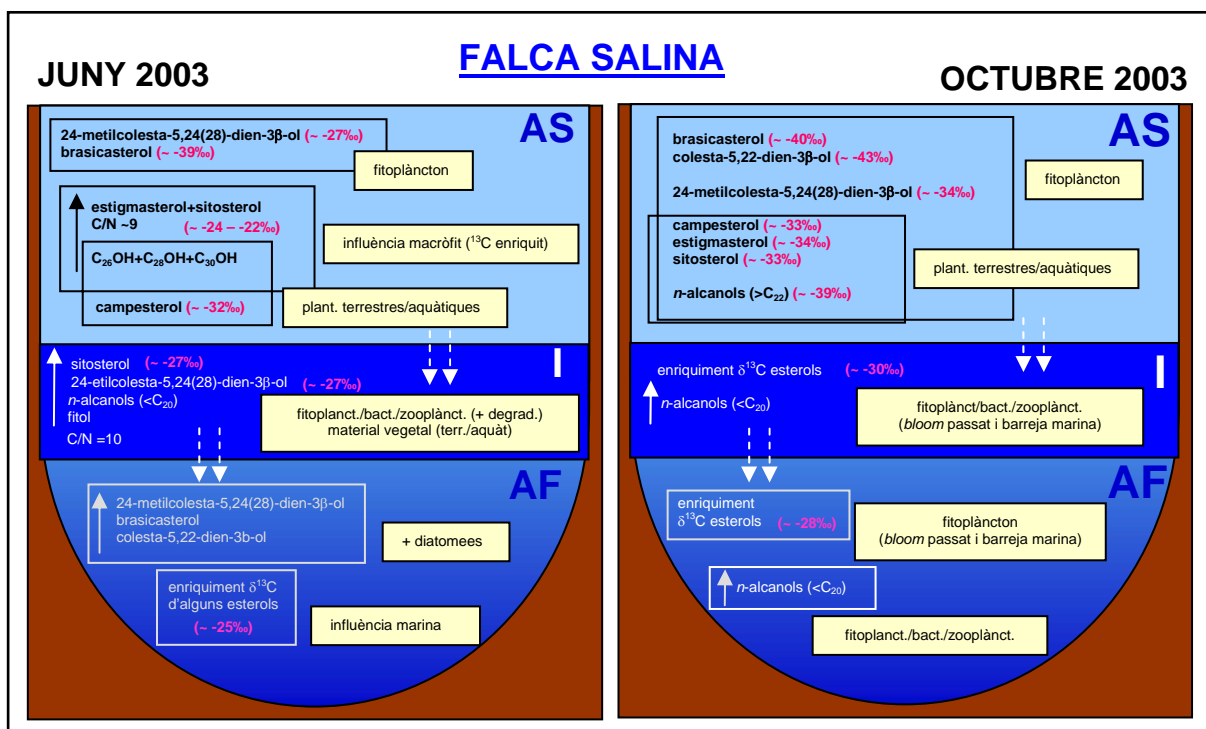 FALCA SALINA
JUNY 2003
AS
24-metilcolesta-5,24(28)-dien-3β-ol (~ -27‰)
brasicasterol (~ -39‰)
fitoplàncton
estigmasterol+sitosterol
C/N ~9 (~ -24 – -22‰)
influència macròfit (¹³C enriquit)
C₂₆OH+C₂₈OH+C₃₀OH
campesterol (~ -32‰)
plant. terrestres/aquàtiques
I
sitosterol (~ -27‰)
24-etilcolesta-5,24(28)-dien-3β-ol (~ -27‰)
n-alcanols (<C₂₀)
fitol
C/N =10
fitoplanct./bact./zooplànct. (+ degrad.)
material vegetal (terr./aquàt)
AF
24-metilcolesta-5,24(28)-dien-3β-ol
brasicasterol
colesta-5,22-dien-3b-ol
+ diatomees
enriquiment δ¹³C
d'alguns esterols
(~ -25‰)
influència marina
OCTUBRE 2003
AS
brasicasterol (~ -40‰)
colesta-5,22-dien-3β-ol (~ -43‰)
24-metilcolesta-5,24(28)-dien-3β-ol (~ -34‰)
fitoplàncton
campesterol (~ -33‰)
estigmasterol (~ -34‰)
sitosterol (~ -33‰)
n-alcanols (>C₂₂) (~ -39‰)
plant. terrestres/aquàtiques
I
enriquiment δ¹³C esterols (~ -30‰)
n-alcanols (<C₂₀)
fitoplànct/bact./zooplànct.
(bloom passat i barreja marina)
AF
enriquiment
δ¹³C esterols (~ -28‰)
fitoplàncton
(bloom passat i barreja marina)
n-alcanols (<C₂₀)
fitoplanct./bact./zooplànct.